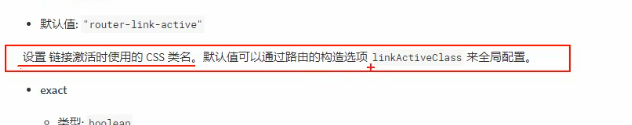 默认值: "router-link-active"
设置 链接激活时使用的 CSS 类名。默认值可以通过路由的构造选项 linkActiveClass 来全局配置。
exact
类型: boolean